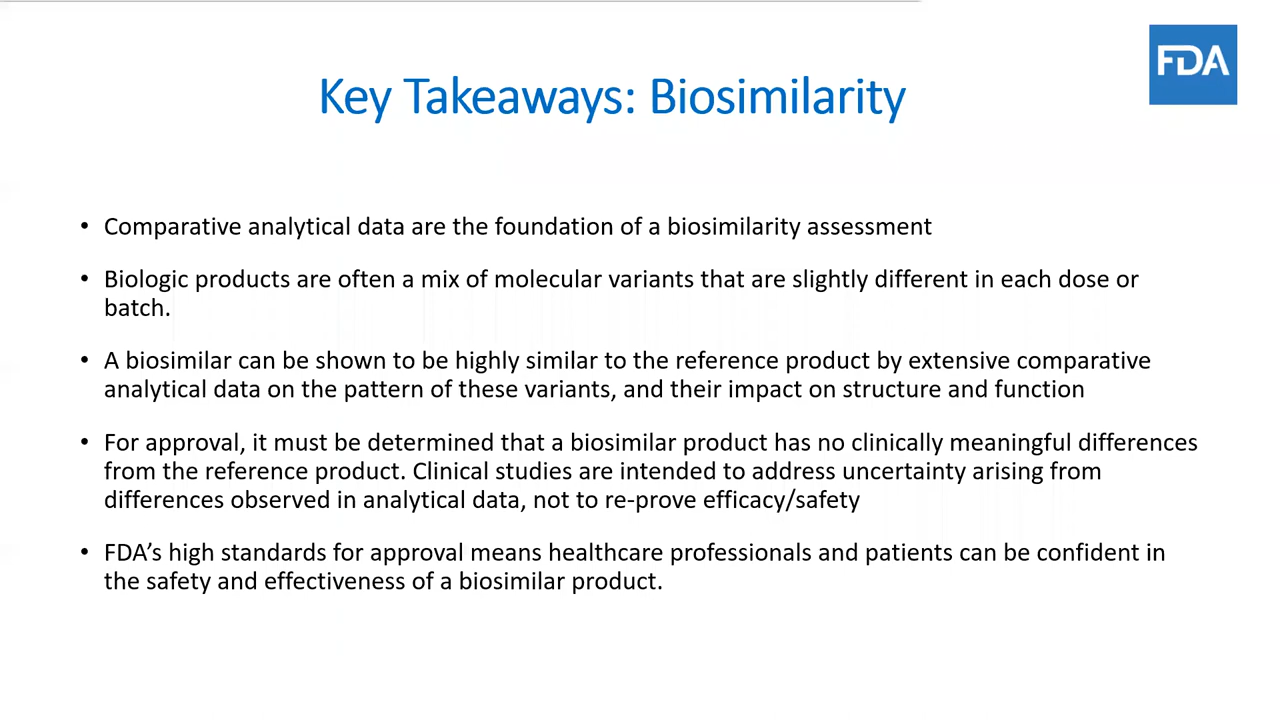 FDA
Key Takeaways: Biosimilarity
• Comparative analytical data are the foundation of a biosimilarity assessment
• Biologic products are often a mix of molecular variants that are slightly different in each dose or
batch.
• A biosimilar can be shown to be highly similar to the reference product by extensive comparative
analytical data on the pattern of these variants, and their impact on structure and function
• For approval, it must be determined that a biosimilar product has no clinically meaningful differences
from the reference product. Clinical studies are intended to address uncertainty arising from
differences observed in analytical data, not to re-prove efficacy/safety
• FDA’s high standards for approval means healthcare professionals and patients can be confident in
the safety and effectiveness of a biosimilar product.